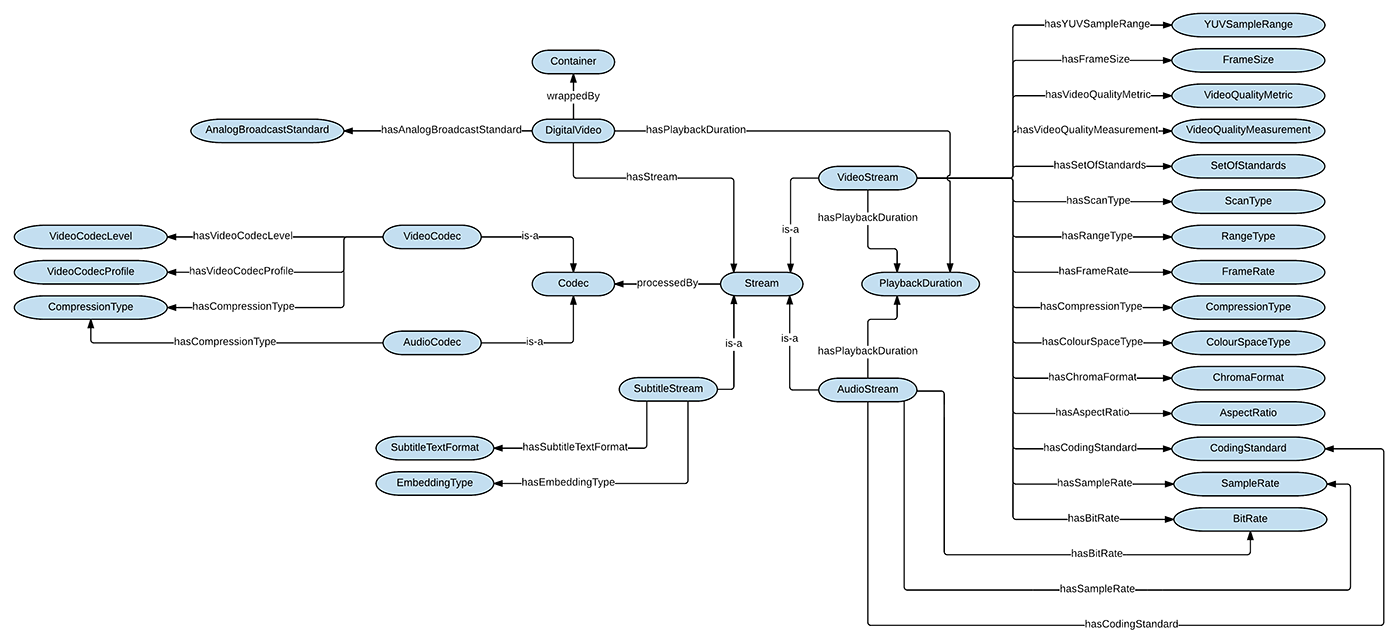 hasYUVSampleRange
YUVSampleRange
Container
hasFrameSize
FrameSize
wrappedBy
hasVideoQualityMetric
VideoQualityMetric
AnalogBroadcastStandard
hasAnalogBroadcastStandard
DigitalVideo
hasPlaybackDuration
hasVideoQualityMeasurement
VideoQualityMeasurement
hasSetOfStandards
SetOfStandards
hasStream
VideoStream
hasScanType
ScanType
hasPlaybackDuration
is-a
VideoCodecLevel
hasVideoCodecLevel
VideoCodec
is-a
hasRangeType
RangeType
VideoCodecProfile
hasVideoCodecProfile
hasFrameRate
FrameRate
Codec
processedBy
Stream
PlaybackDuration
CompressionType
hasCompressionType
hasCompressionType
CompressionType
hasCompressionType
AudioCodec
is-a
is-a
is-a
hasColourSpaceType
ColourSpaceType
hasPlaybackDuration
hasChromaFormat
ChromaFormat
SubtitleStream
AudioStream
hasAspectRatio
AspectRatio
SubtitleTextFormat
hasSubtitleTextFormat
hasCodingStandard
CodingStandard
EmbeddingType
hasEmbeddingType
hasSampleRate
SampleRate
hasBitRate
BitRate
hasBitRate
hasSampleRate
hasCodingStandard